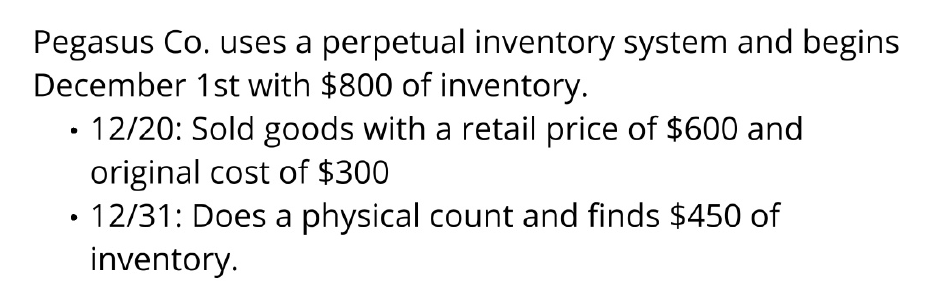 Pegasus Co. uses a perpetual inventory system and begins
December 1st with $800 of inventory.
• 12/20: Sold goods with a retail price of $600 and
original cost of $300
• 12/31: Does a physical count and finds $450 of
inventory.